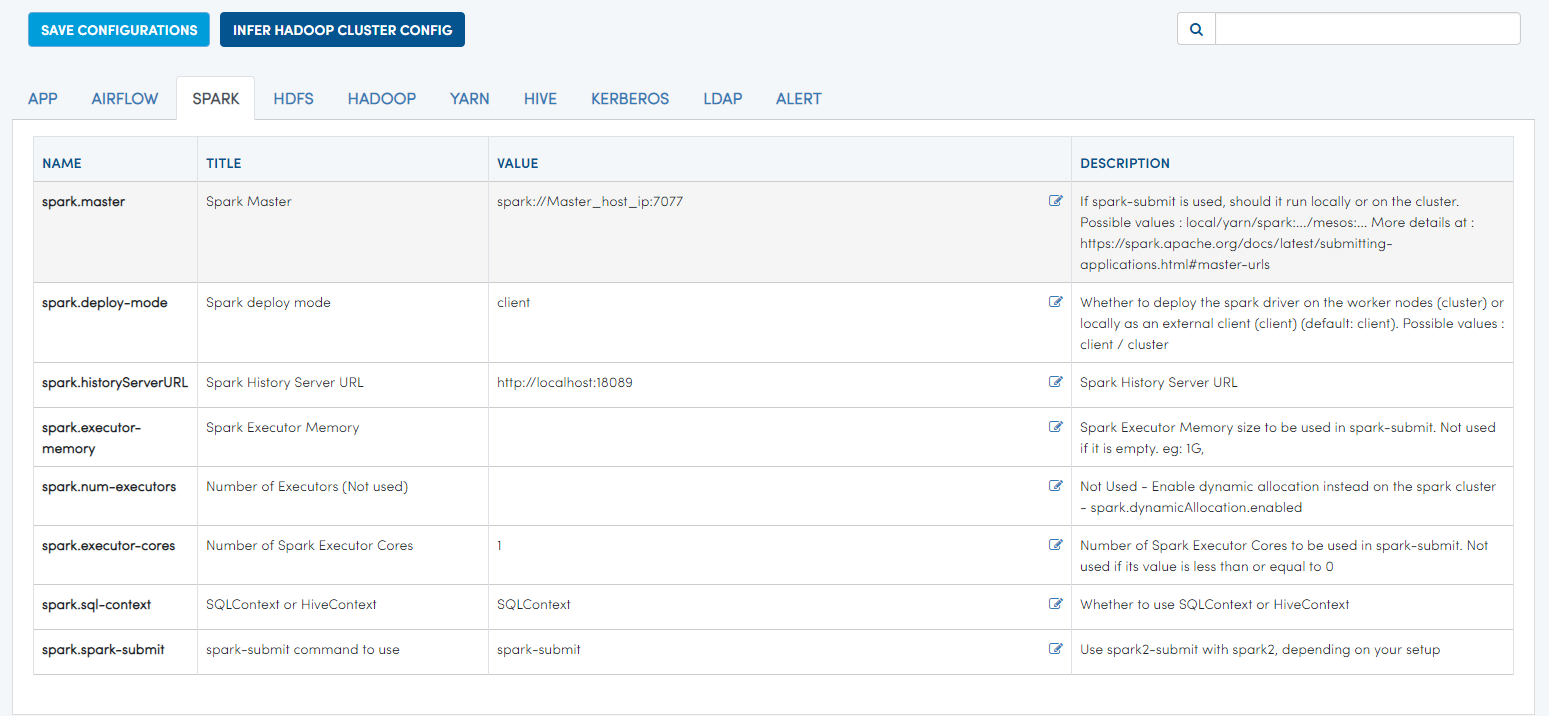 SAVE CONFIGURATIONS INFER HADOOP CLUSTER CONFIG
APP AIRFLOW SPARK HDFS HADOOP YARN HIVE KERBEROS LDAP ALERT
NAME TITLE VALUE DESCRIPTION
spark.master Spark Master spark://Master_host_ip:7077 If spark-submit is used, should it run locally or on the cluster.
Possible values : local/yarn/spark:.../mesos:... More details at :
https://spark.apache.org/docs/latest/submitting-
applications.html#master-urls
spark.deploy-mode Spark deploy mode client Whether to deploy the spark driver on the worker nodes (cluster) or
locally as an external client (client) (default: client). Possible values :
client / cluster
spark.historyServerURL Spark History Server URL http://localhost:18089 Spark History Server URL
spark.executor- Spark Executor Memory Spark Executor Memory size to be used in spark-submit. Not used
memory if it is empty. eg: 1G,
spark.num-executors Number of Executors (Not used) Not Used - Enable dynamic allocation instead on the spark cluster
- spark.dynamicAllocation.enabled
spark.executor-cores Number of Spark Executor Cores 1 Number of Spark Executor Cores to be used in spark-submit. Not
used if its value is less than or equal to 0
spark.sql-context SQLContext or HiveContext SQLContext Whether to use SQLContext or HiveContext
spark.spark-submit spark-submit command to use spark-submit Use spark2-submit with spark2, depending on your setup